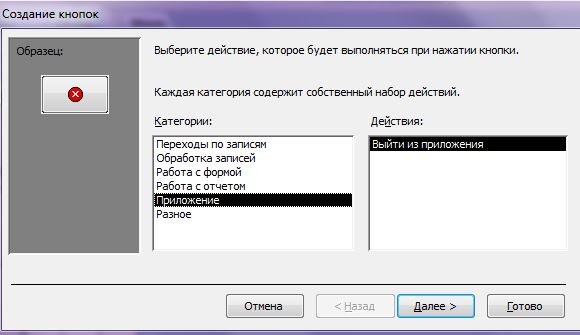 Создание кнопок
Образец:
Выберите действие, которое будет выполняться при нажатии кнопки.
Каждая категория содержит собственный набор действий.
Категории:
Действия:
Переходы по записям
Обработка записей
Работа с формой
Работа с отчетом
Приложение
Разное
Выйти из приложения
Отмена
< Назад
Далее >
Готово